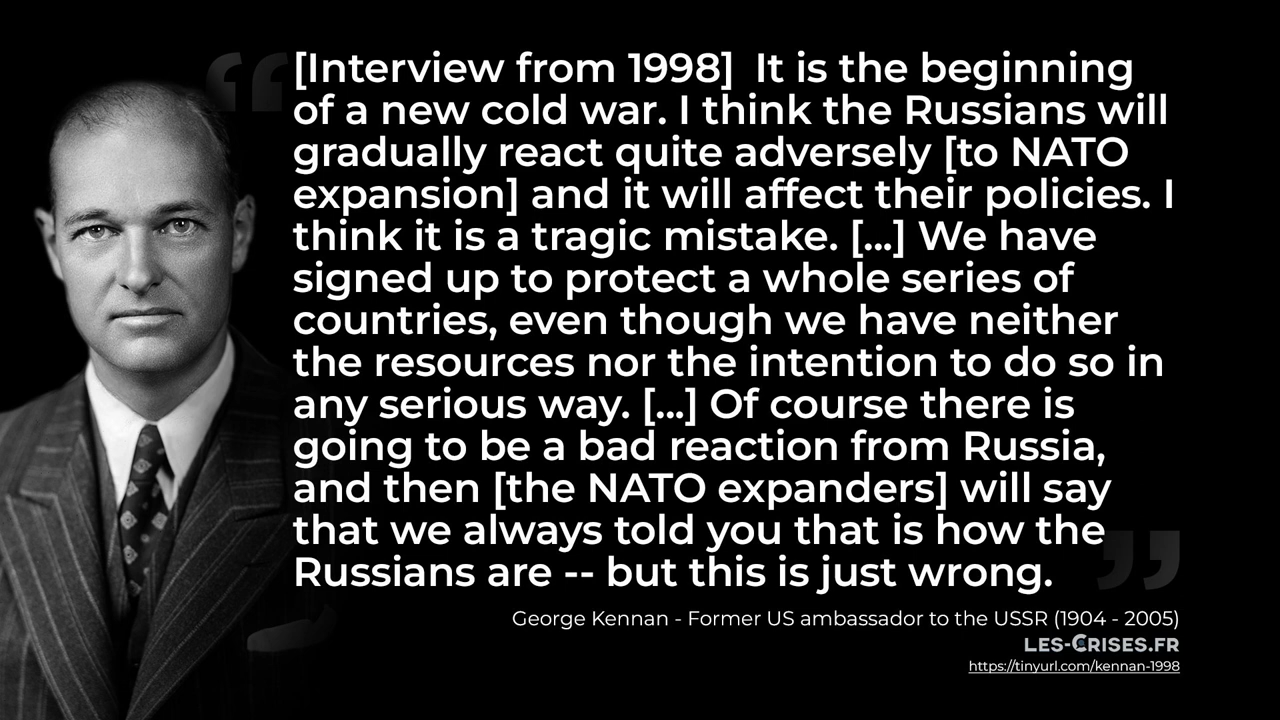 [Interview from 1998]  It is the beginning
of a new cold war. I think the Russians will
gradually react quite adversely [to NATO
expansion] and it will affect their policies. I
think it is a tragic mistake. [...] We have
signed up to protect a whole series of
countries, even though we have neither
the resources nor the intention to do so in
any serious way. [...] Of course there is
going to be a bad reaction from Russia,
and then [the NATO expanders] will say
that we always told you that is how the
Russians are -- but this is just wrong.
George Kennan - Former US ambassador to the USSR (1904 - 2005)
LES-CRISES.FR
https://tinyurl.com/kennan-1998